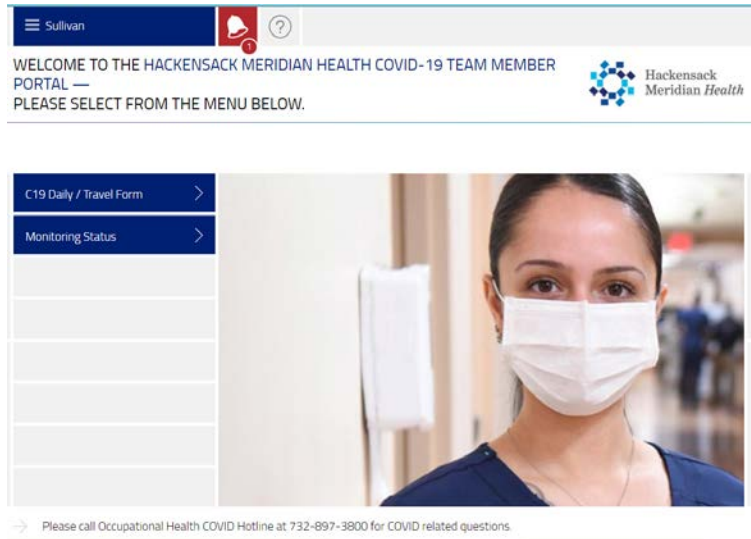 Sullivan
1
?
WELCOME TO THE HACKENSACK MERIDIAN HEALTH COVID-19 TEAM MEMBER
PORTAL —
PLEASE SELECT FROM THE MENU BELOW.
Hackensack
Meridian Health
C19 Daily / Travel Form
Monitoring Status
Please call Occupational Health COVID Hotline at 732-897-3800 for COVID related questions.